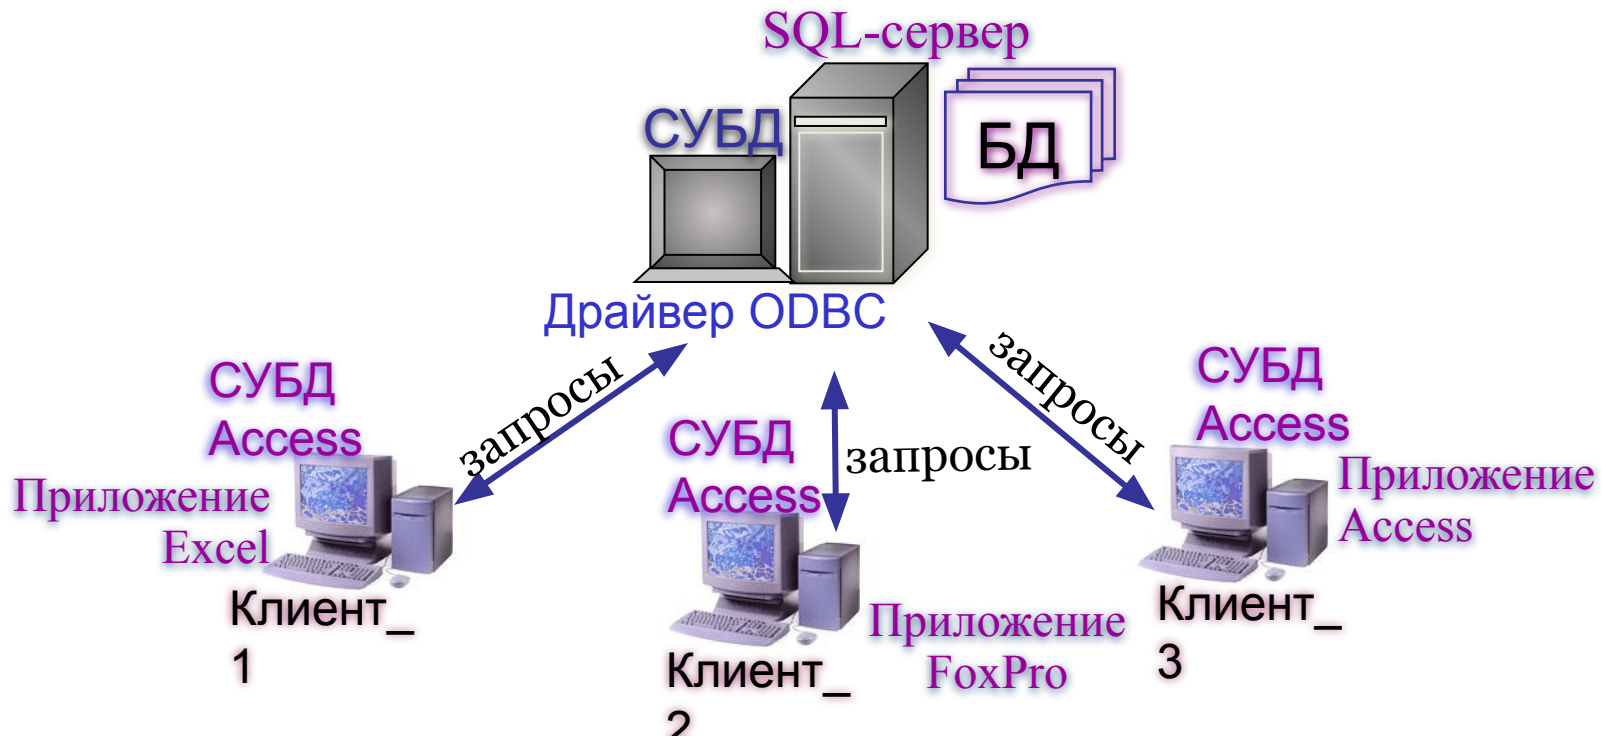 SQL-сервер
СУБД
БД
Драйвер ODBC
запросы
запросы
запросы
СУБД
Access
Приложение
Excel
Клиент_
1
СУБД
Access
Приложение
FoxPro
Клиент_
2
СУБД
Access
Приложение
Access
Клиент_
3